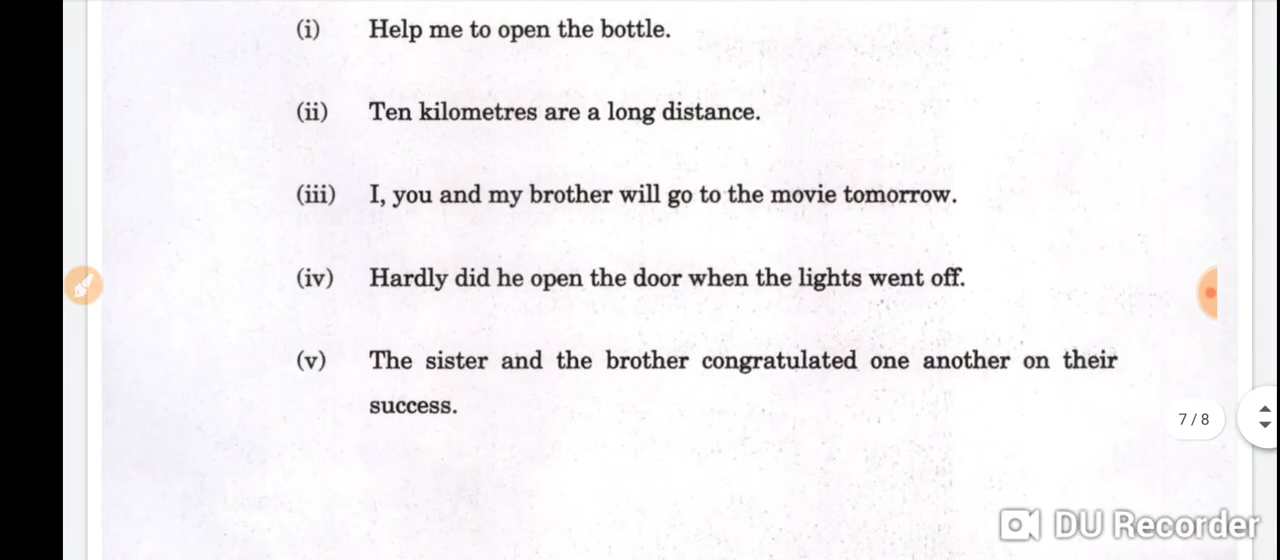 (i) Help me to open the bottle.
(ii) Ten kilometres are a long distance.
(iii) I, you and my brother will go to the movie tomorrow.
(iv) Hardly did he open the door when the lights went off.
(v) The sister and the brother congratulated one another on their
success.
7 / 8
DU Recorder